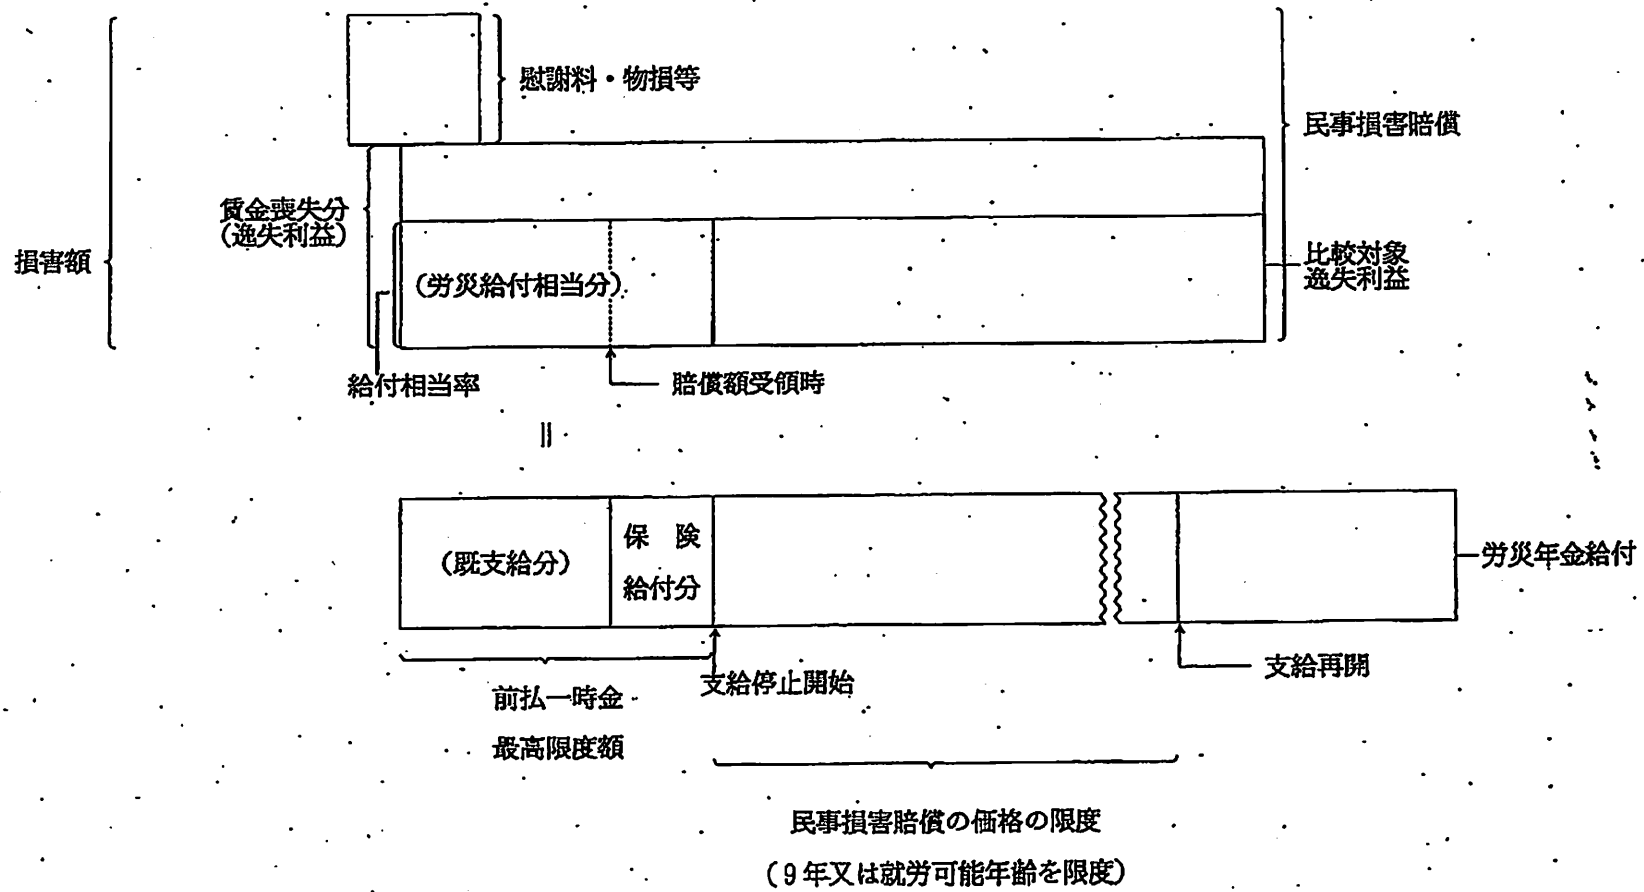 慰謝料・物損等
民事損害賠償
賃金喪失分
(逸失利益)
損害額
(労災給付相当分)
比較対象
逸失利益
給付相当率
賠償額受領時
||
(既支給分)
保険
給付分
労災年金給付
支給停止開始
支給再開
前払一時金
最高限度額
民事損害賠償の価格の限度
(9年又は就労可能年齢を限度)